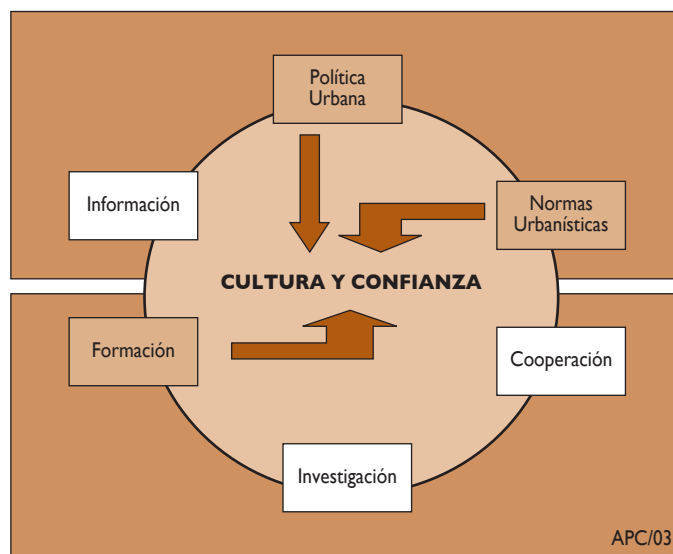 Política
Urbana
Información
Normas
Urbanísticas
CULTURA Y CONFIANZA
Formación
Cooperación
Investigación
APC/03